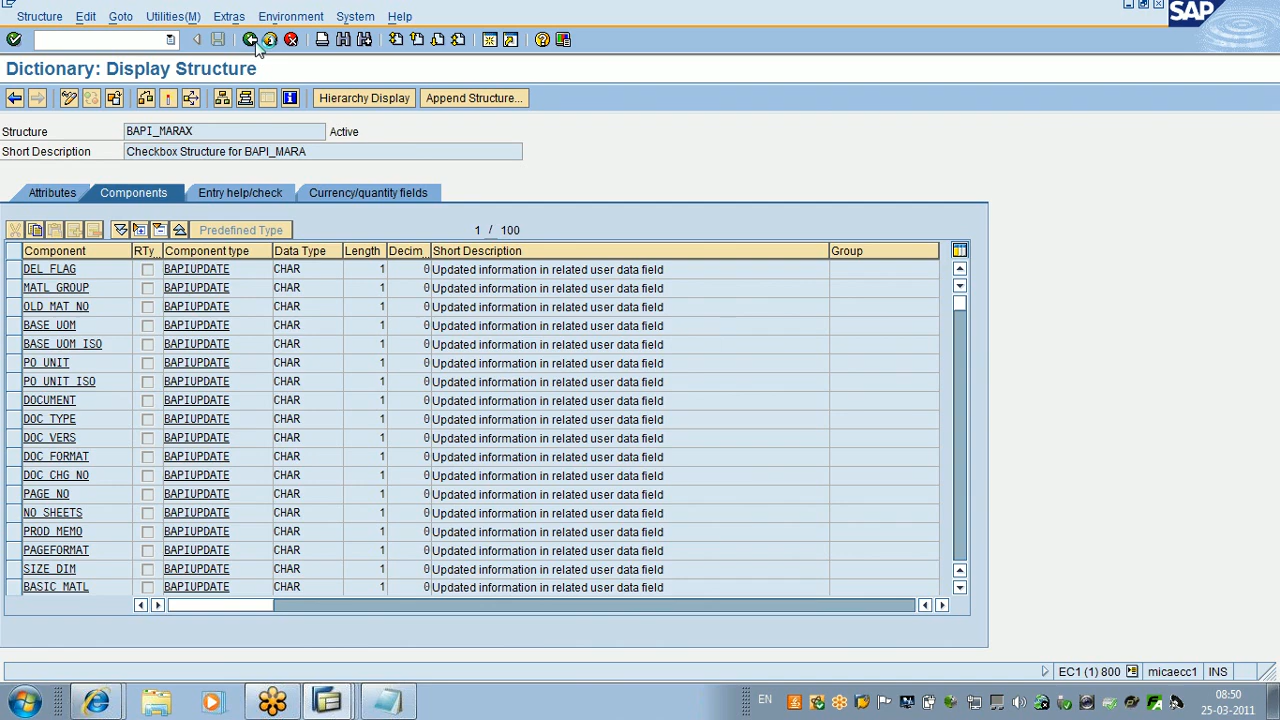 Structure Edit Goto Utilities(M) Extras Environment System Help
SAP
Dictionary: Display Structure
Hierarchy Display Append Structure...
Structure BAPI_MARAX Active
Short Description Checkbox Structure for BAPI_MARA
Attributes Components Entry help/check Currency/quantity fields
Predefined Type 1 / 100
Component RTy... Component type Data Type Length Decim... Short Description Group
DEL_FLAG BAPIUPDATE CHAR 1 0 Updated information in related user data field
MATL_GROUP BAPIUPDATE CHAR 1 0 Updated information in related user data field
OLD_MAT_NO BAPIUPDATE CHAR 1 0 Updated information in related user data field
BASE_UOM BAPIUPDATE CHAR 1 0 Updated information in related user data field
BASE_UOM_ISO BAPIUPDATE CHAR 1 0 Updated information in related user data field
PO_UNIT BAPIUPDATE CHAR 1 0 Updated information in related user data field
PO_UNIT_ISO BAPIUPDATE CHAR 1 0 Updated information in related user data field
DOCUMENT BAPIUPDATE CHAR 1 0 Updated information in related user data field
DOC_TYPE BAPIUPDATE CHAR 1 0 Updated information in related user data field
DOC_VERS BAPIUPDATE CHAR 1 0 Updated information in related user data field
DOC_FORMAT BAPIUPDATE CHAR 1 0 Updated information in related user data field
DOC_CHG_NO BAPIUPDATE CHAR 1 0 Updated information in related user data field
PAGE_NO BAPIUPDATE CHAR 1 0 Updated information in related user data field
NO_SHEETS BAPIUPDATE CHAR 1 0 Updated information in related user data field
PROD_MEMO BAPIUPDATE CHAR 1 0 Updated information in related user data field
PAGEFORMAT BAPIUPDATE CHAR 1 0 Updated information in related user data field
SIZE_DIM BAPIUPDATE CHAR 1 0 Updated information in related user data field
BASIC_MATL BAPIUPDATE CHAR 1 0 Updated information in related user data field
EC1 (1) 800 micaecc1 INS
EN 08:50
25-03-2011